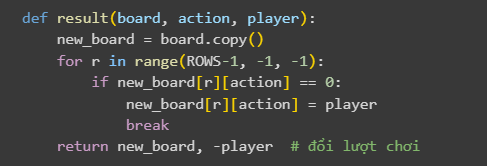 def result(board, action, player):
    new_board = board.copy()
    for r in range(ROWS-1, -1, -1):
        if new_board[r][action] == 0:
            new_board[r][action] = player
            break
    return new_board, -player  # đổi lượt chơi